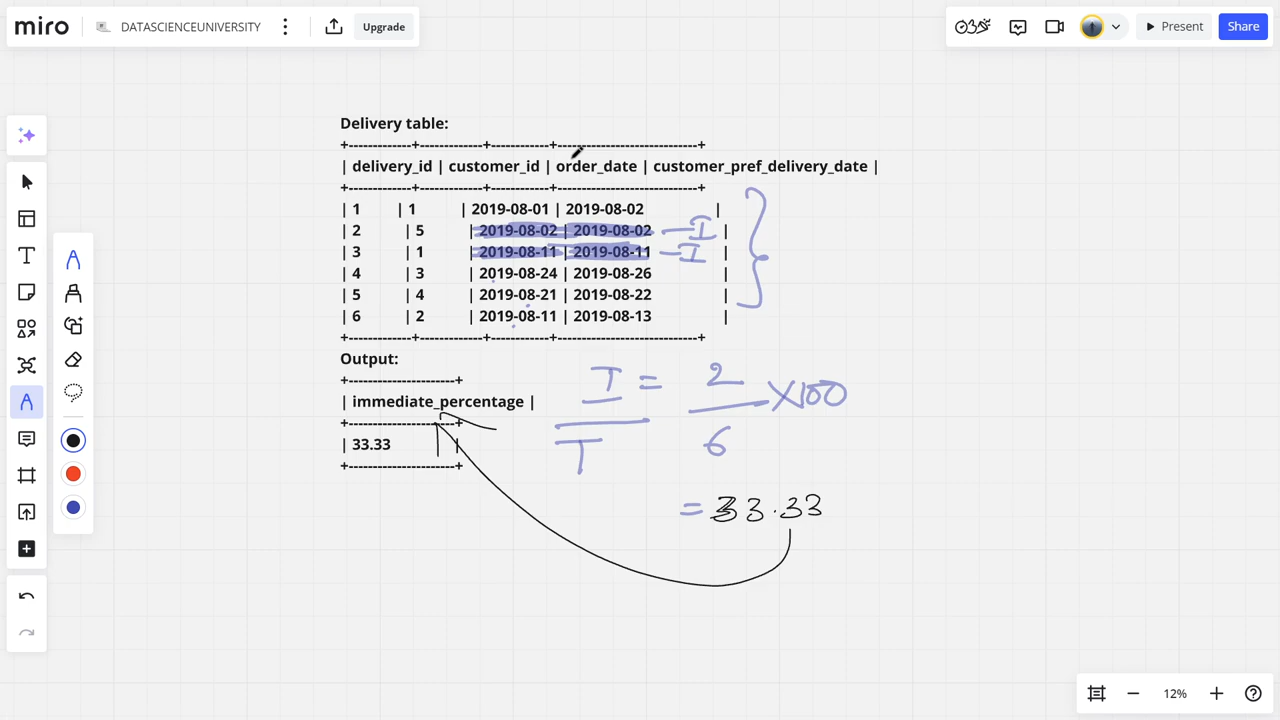 miro DATASCIENCEUNIVERSITY Upgrade Present Share
Delivery table:
+-------------+-------------+------------+-----------------------------+
| delivery_id | customer_id | order_date | customer_pref_delivery_date |
+-------------+-------------+------------+-----------------------------+
| 1 | 1 | 2019-08-01 | 2019-08-02 |
| 2 | 5 | 2019-08-02 | 2019-08-02 — I |
| 3 | 1 | 2019-08-11 | 2019-08-11 — I |
| 4 | 3 | 2019-08-24 | 2019-08-26 |
| 5 | 4 | 2019-08-21 | 2019-08-22 |
| 6 | 2 | 2019-08-11 | 2019-08-13 |
+-------------+-------------+------------+-----------------------------+
Output:
+----------------------+
| immediate_percentage |
+----------------------+
| 33.33 |
+----------------------+
I = 2 X100
T 6
= 33.33
12%